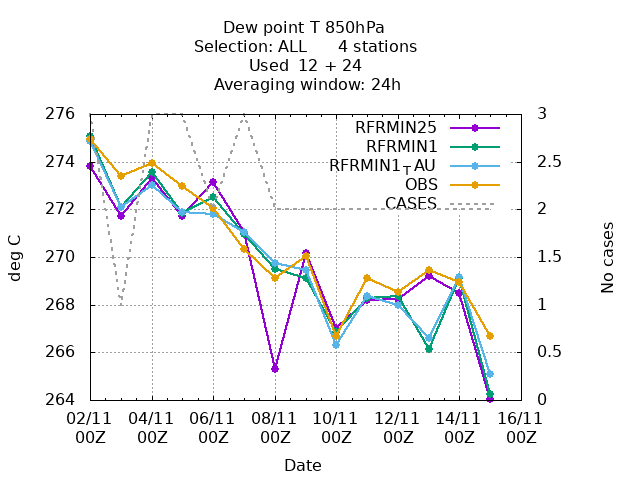 Dew point T 850hPa
Selection: ALL      4 stations
Used  12 + 24
Averaging window: 24h
276
274
272
270
268
266
264
3
2.5
2
1.5
1
0.5
0
deg C
No cases
RFRMIN25
RFRMIN1
RFRMIN1TAU
OBS
CASES
02/11 04/11 06/11 08/11 10/11 12/11 14/11 16/11
00Z 00Z 00Z 00Z 00Z 00Z 00Z 00Z
Date